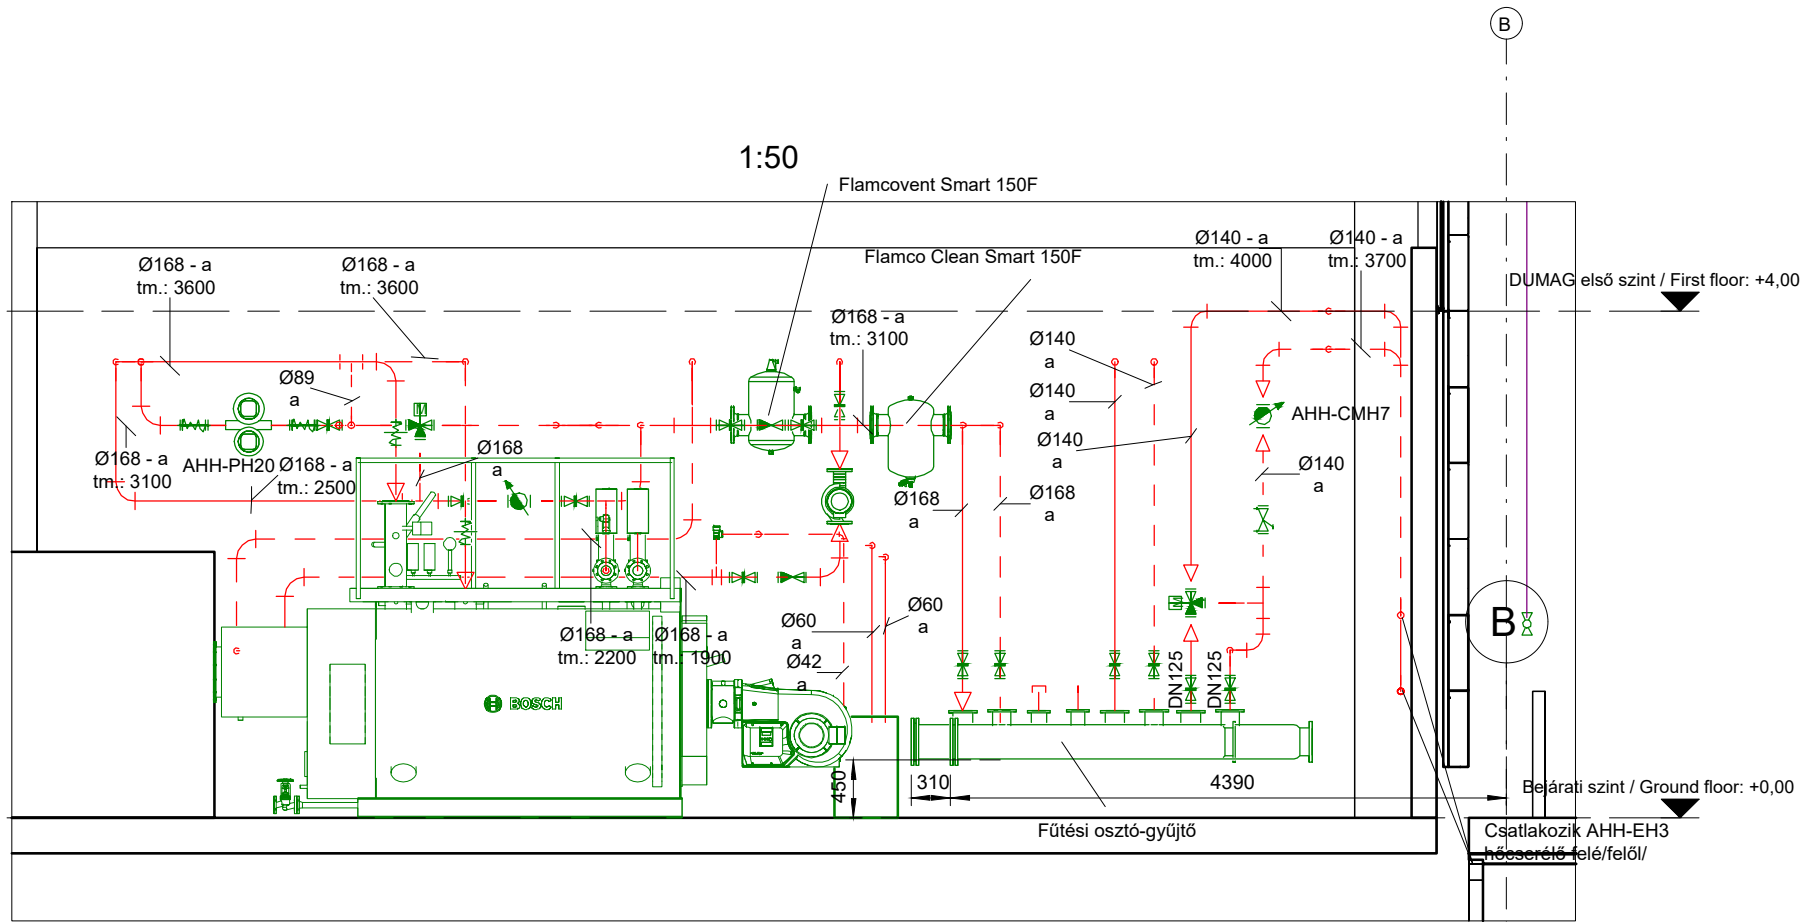 B
1:50
Flamcovent Smart 150F
Flamco Clean Smart 150F
Ø140 - a
tm.: 4000
Ø140 - a
tm.: 3700
DUMAG első szint / First floor: +4,00
Ø168 - a
tm.: 3600
Ø168 - a
tm.: 3600
Ø168 - a
tm.: 3100
Ø140
a
Ø89
a
Ø140
a
M
AHH-CMH7
Ø140
a
Ø168
a
Ø168 - a
tm.: 3100
AHH-PH20
Ø168 - a
tm.: 2500
Ø140
a
Ø168
a
Ø168
a
M
Ø60
a
Ø60
a
B
Ø168 - a
tm.: 2200
Ø168 - a
tm.: 1900
Ø42
a
DN125
DN125
BOSCH
450
310
4390
Bejárati szint / Ground floor: +0,00
Fűtési osztó-gyűjtő
Csatlakozik AHH-EH3
hőcserélő felé/felől/